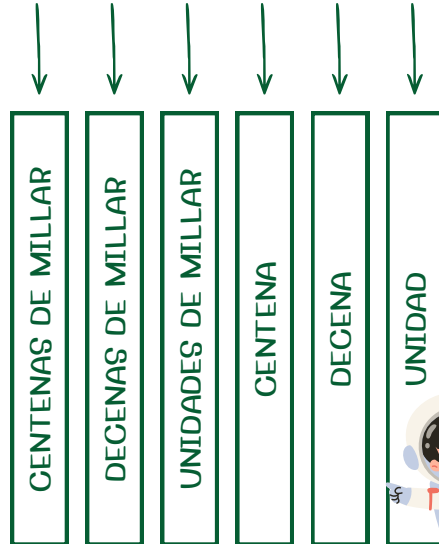 CENTENAS DE MILLAR
DECENAS DE MILLAR
UNIDADES DE MILLAR
CENTENA
DECENA
UNIDAD